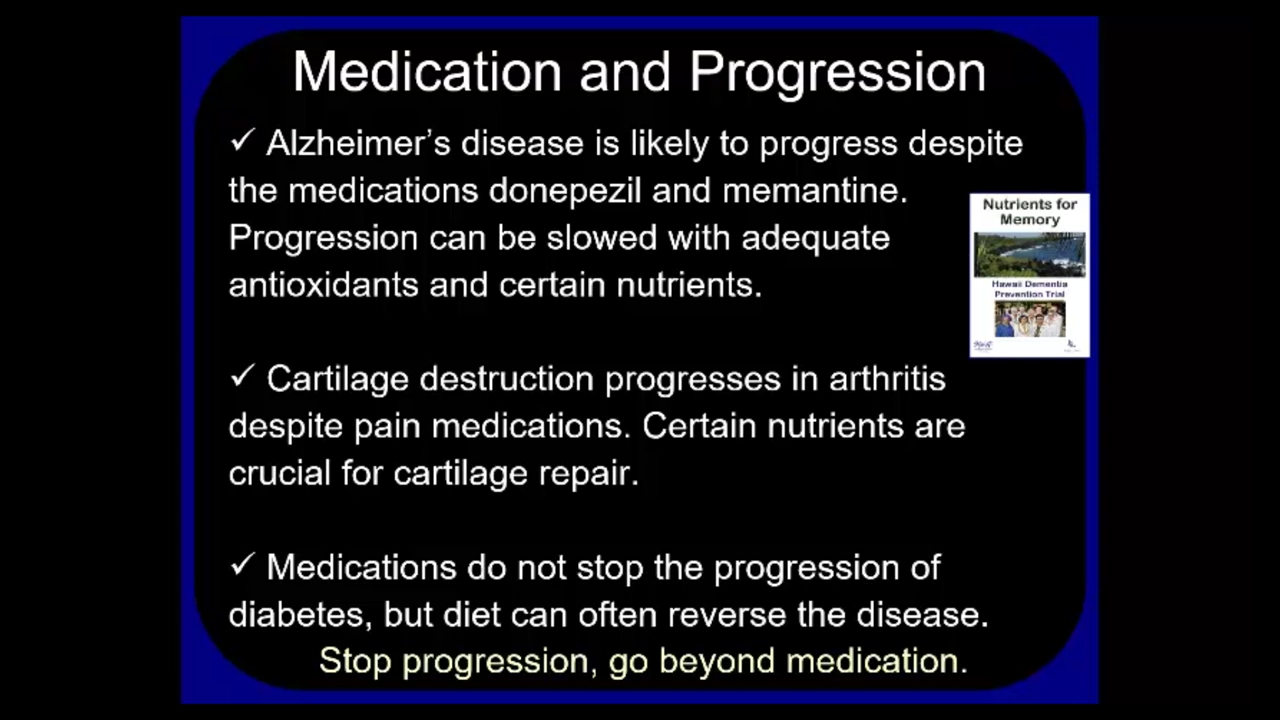 Medication and Progression
✓ Alzheimer's disease is likely to progress despite
the medications donepezil and memantine.
Progression can be slowed with adequate
antioxidants and certain nutrients.
Nutrients for
Memory
Hawaii Dementia
Prevention Trial
✓ Cartilage destruction progresses in arthritis
despite pain medications. Certain nutrients are
crucial for cartilage repair.
✓ Medications do not stop the progression of
diabetes, but diet can often reverse the disease.
Stop progression, go beyond medication.